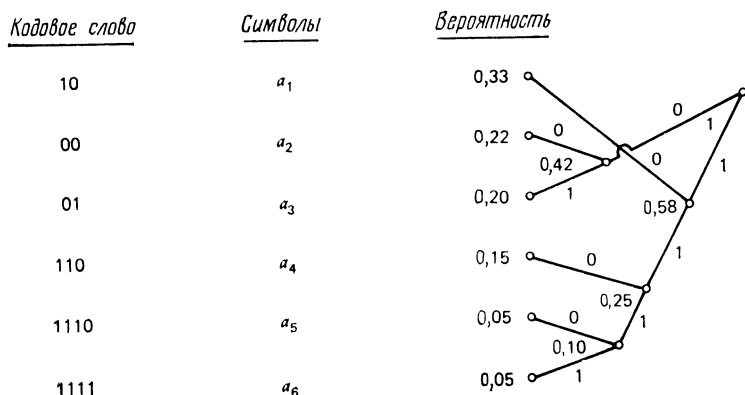 Кодовое слово Символы Вероятность
10 a1 0,33
0 1
00 a2 0,22 0
0,42 0 1
01 a3 0,20 1 0,58
110 a4 0,15 0 1
0,25
1110 a5 0,05 0 1
0,10
1111 a6 0,05 1